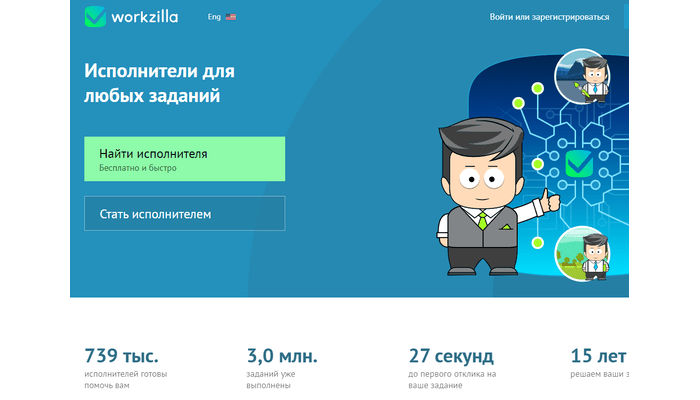 workzilla
Eng
Войти или зарегистрироваться
Исполнители для
любых заданий
Найти исполнителя
Бесплатно и быстро
Стать исполнителем
739 тыс.
исполнителей готовы
помочь вам
3,0 млн.
заданий уже
выполнены
27 секунд
до первого отклика на
ваше задание
15 лет
решаем ваши з